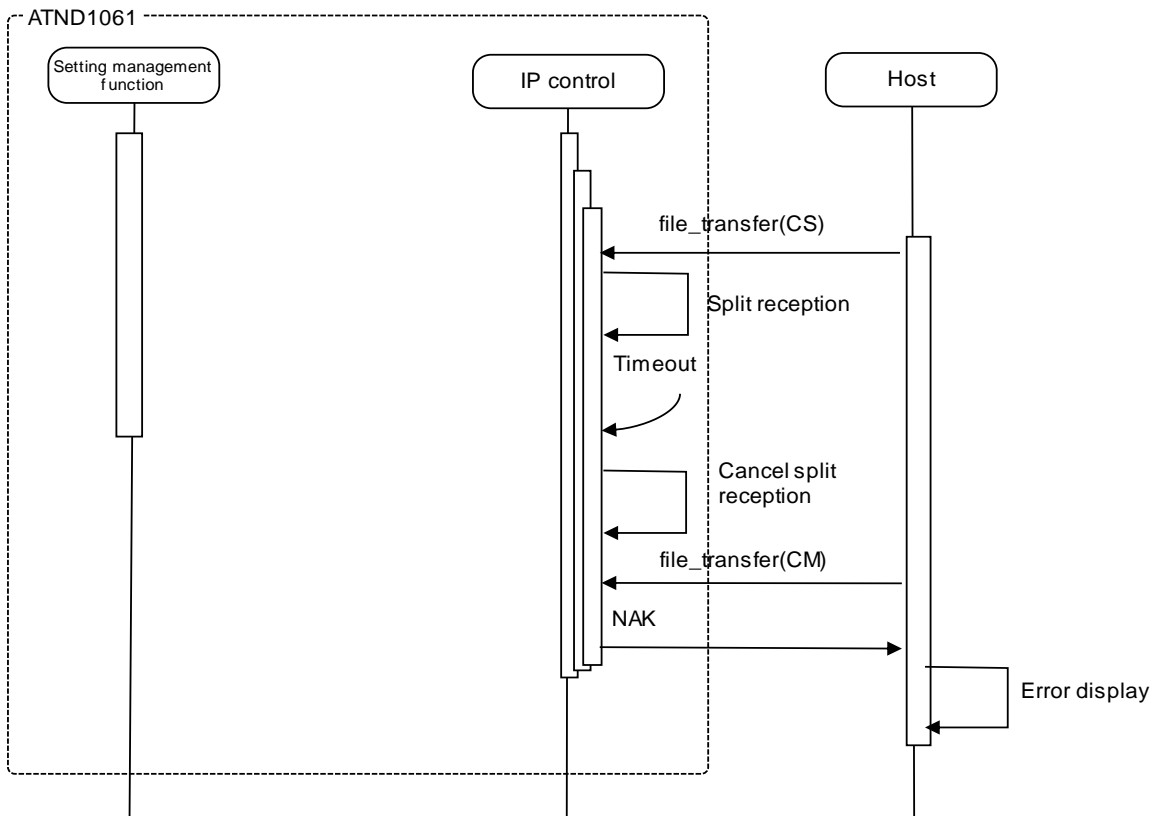 ATND1061
Setting management
function
IP control
Host
file_transfer(CS)
Split reception
Timeout
Cancel split
reception
file_transfer(CM)
NAK
Error display